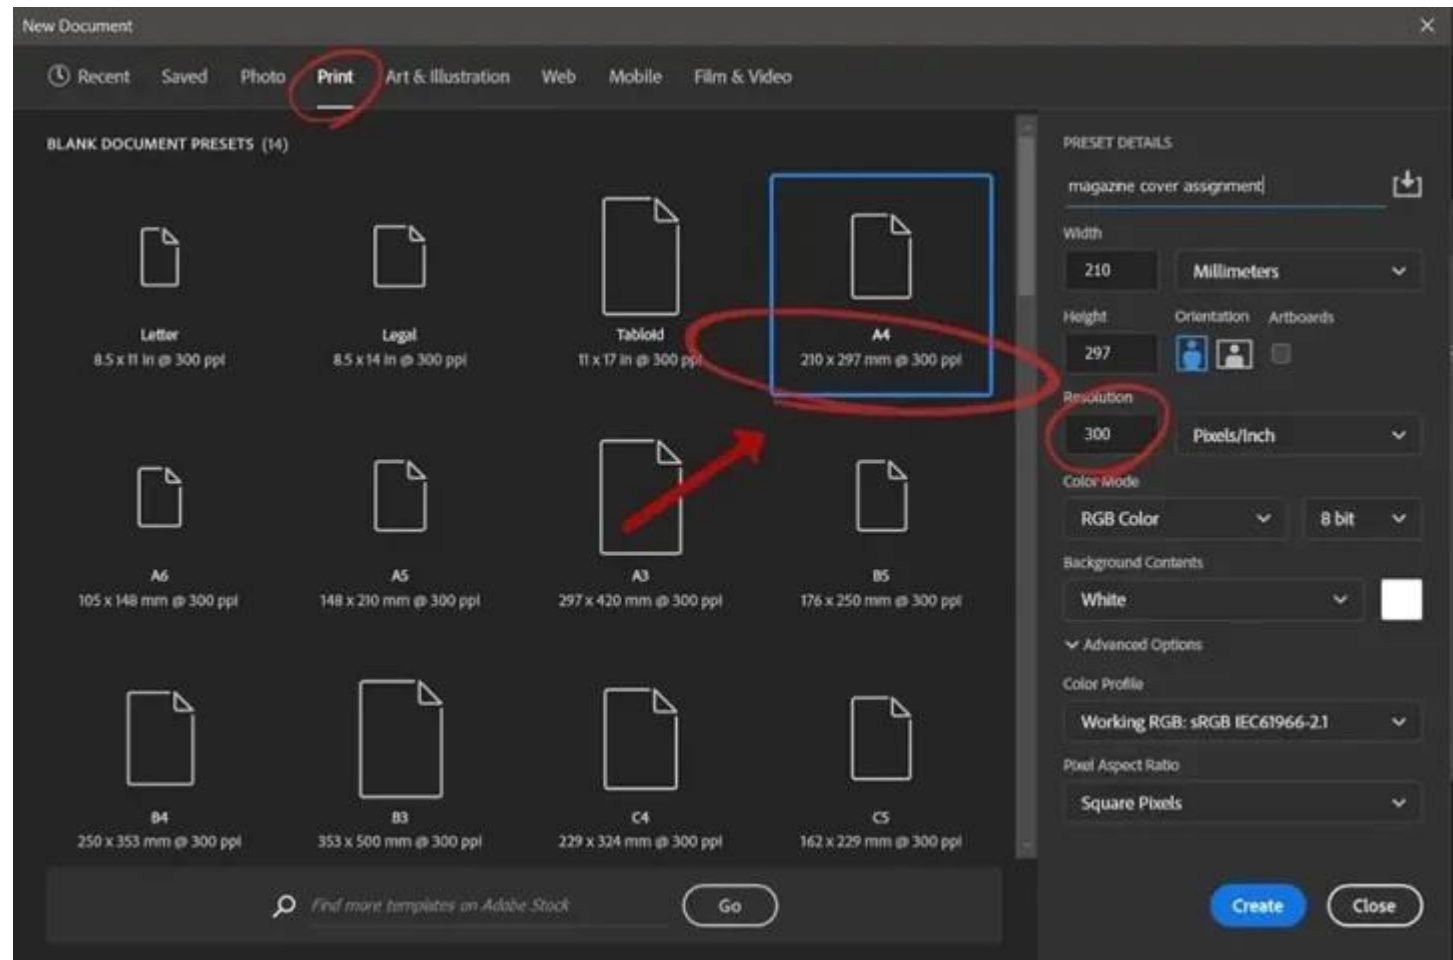 New Document
Recent Saved Photo Print Art & Illustration Web Mobile Film & Video
BLANK DOCUMENT PRESETS (14)
Letter
8.5 x 11 in @ 300 ppi
Legal
8.5 x 14 in @ 300 ppi
Tabloid
11 x 17 in @ 300 ppi
A4
210 x 297 mm @ 300 ppi
A6
105 x 148 mm @ 300 ppi
A5
148 x 210 mm @ 300 ppi
A3
297 x 420 mm @ 300 ppi
B5
176 x 250 mm @ 300 ppi
B4
250 x 353 mm @ 300 ppi
B3
353 x 500 mm @ 300 ppi
C4
229 x 324 mm @ 300 ppi
C5
162 x 229 mm @ 300 ppi
Find more templates on Adobe Stock
Go
PRESET DETAILS
magazine cover assignment
Width
210 Millimeters
Height Orientation Artboards
297
Resolution
300 Pixels/Inch
Color Mode
RGB Color 8 bit
Background Contents
White
Advanced Options
Color Profile
Working RGB: sRGB IEC61966-2.1
Pixel Aspect Ratio
Square Pixels
Create Close